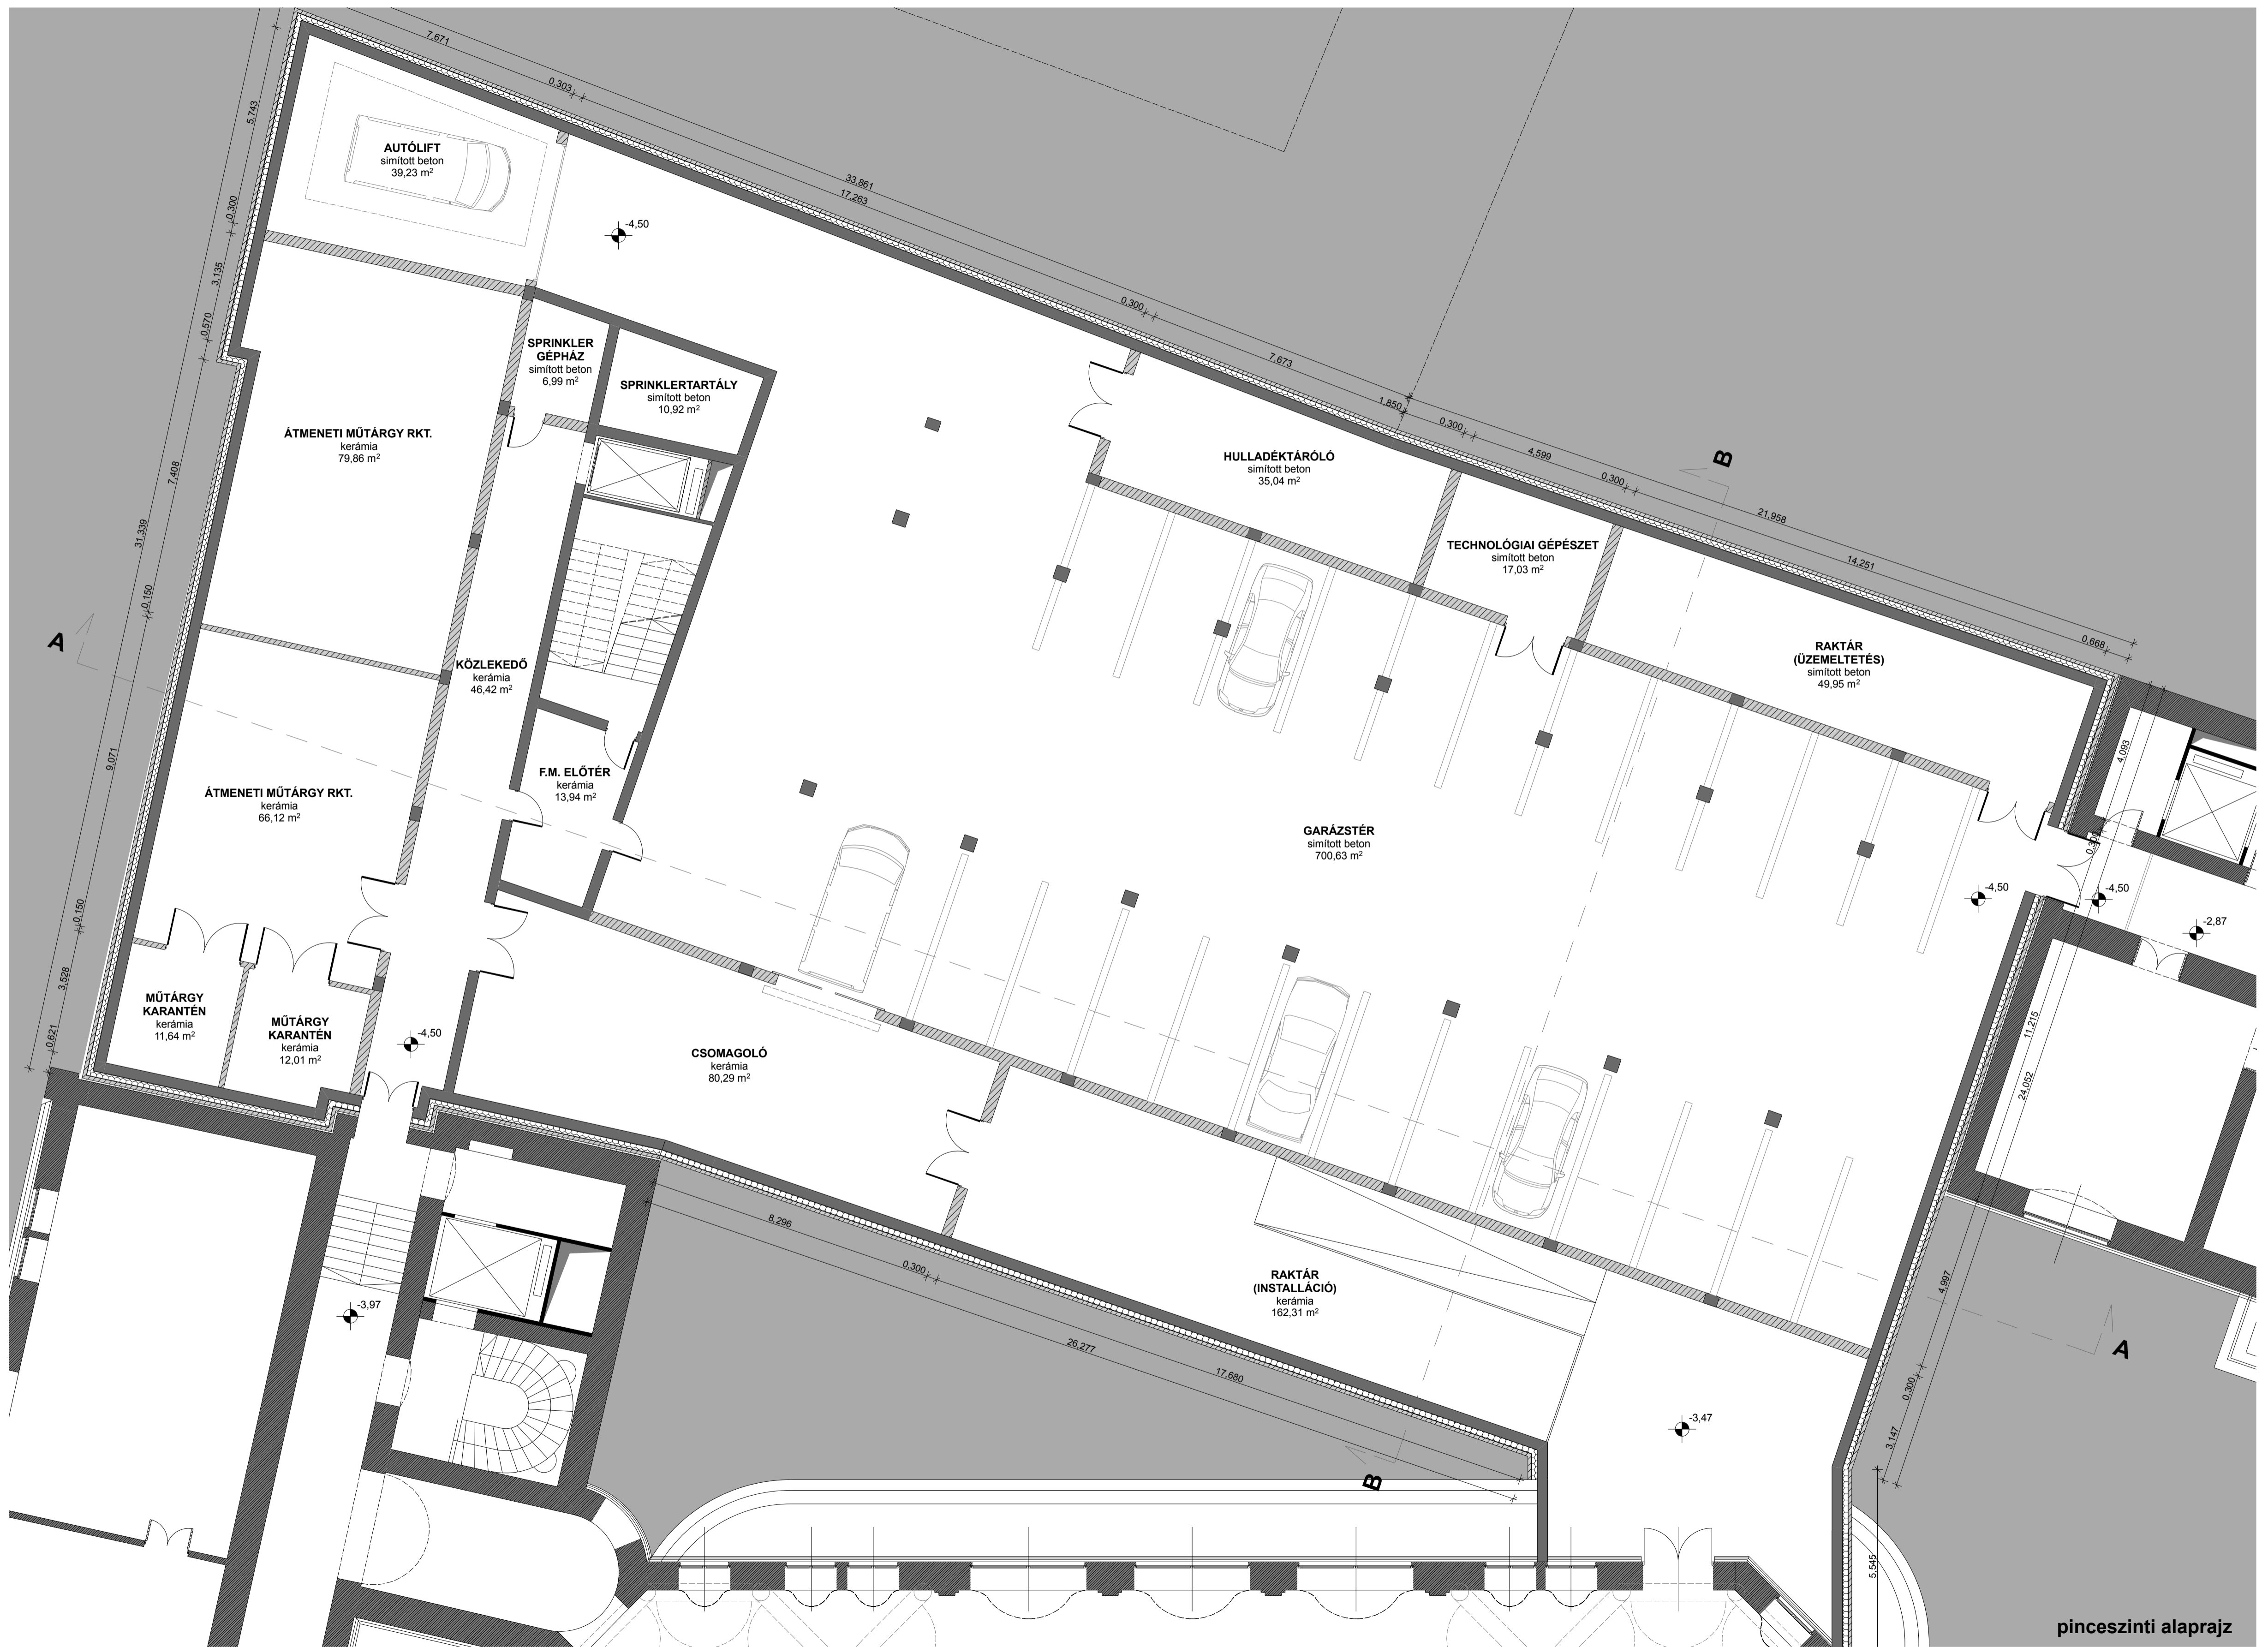 7,671
0,303
5,743
AUTÓLIFT
simított beton
39,23 m²
33,861
17,263
0,300
-4,50
3,135
0,570
0,300
SPRINKLER
GÉPHÁZ
simított beton
6,99 m²
SPRINKLERTARTÁLY
simított beton
10,92 m²
7,673
1,850
0,300
4,599
0,300
ÁTMENETI MŰTÁRGY RKT.
kerámia
79,86 m²
7,408
HULLADÉKTÁRÓLÓ
simított beton
35,04 m²
B
21,958
14,251
31,339
TECHNOLÓGIAI GÉPÉSZET
simított beton
17,03 m²
0,150
A
KÖZLEKEDŐ
kerámia
46,42 m²
RAKTÁR
(ÜZEMELTETÉS)
simított beton
49,95 m²
0,668
4,093
9,071
F.M. ELŐTÉR
kerámia
13,94 m²
ÁTMENETI MŰTÁRGY RKT.
kerámia
66,12 m²
GARÁZSTÉR
simított beton
700,63 m²
-4,50
-4,50
-2,87
0,150
3,528
MŰTÁRGY
KARANTÉN
kerámia
11,64 m²
MŰTÁRGY
KARANTÉN
kerámia
12,01 m²
-4,50
0,621
CSOMAGOLÓ
kerámia
80,29 m²
11,215
24,052
8,296
0,300
RAKTÁR
(INSTALLÁCIÓ)
kerámia
162,31 m²
4,997
-3,97
26,277
17,680
A
0,300
-3,47
3,147
B
5,545
pinceszinti alaprajz